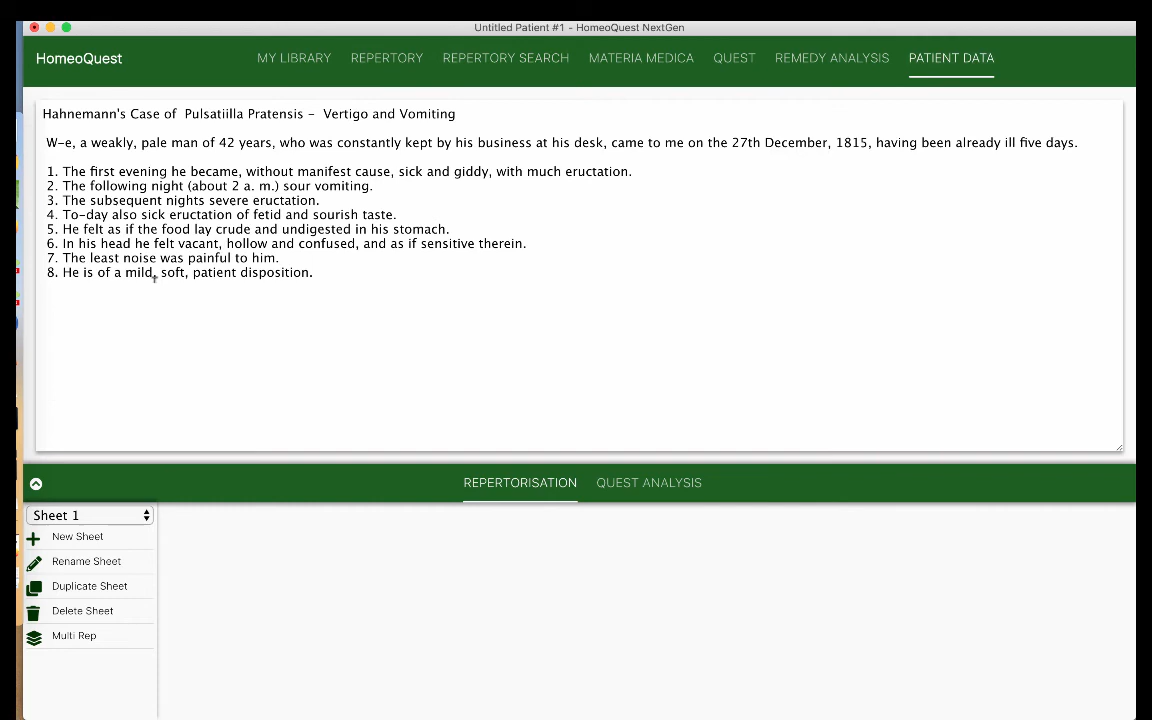 Untitled Patient #1 - HomeoQuest NextGen
HomeoQuest
MY LIBRARY
REPERTORY
REPERTORY SEARCH
MATERIA MEDICA
QUEST
REMEDY ANALYSIS
PATIENT DATA
Hahnemann's Case of Pulsatiilla Pratensis - Vertigo and Vomiting
W-e, a weakly, pale man of 42 years, who was constantly kept by his business at his desk, came to me on the 27th December, 1815, having been already ill five days.
1. The first evening he became, without manifest cause, sick and giddy, with much eructation.
2. The following night (about 2 a. m.) sour vomiting.
3. The subsequent nights severe eructation.
4. To-day also sick eructation of fetid and sourish taste.
5. He felt as if the food lay crude and undigested in his stomach.
6. In his head he felt vacant, hollow and confused, and as if sensitive therein.
7. The least noise was painful to him.
8. He is of a mild, soft, patient disposition.
REPERTORISATION
QUEST ANALYSIS
Sheet 1
New Sheet
Rename Sheet
Duplicate Sheet
Delete Sheet
Multi Rep